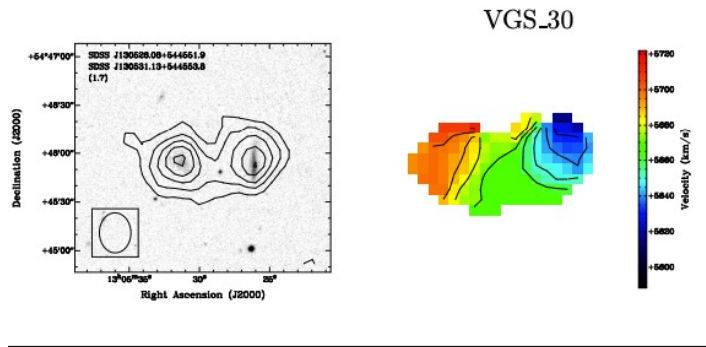 VGS_30
SDSS J130526.08+544551.9
SDSS J130531.13+544553.8
(1.7)
+54°47'00"
+46'30"
+46'00"
+45'30"
+45'00"
Declination (J2000)
13ʰ05ᵐ35ˢ
30ˢ
25ˢ
Right Ascension (J2000)
+5720
+5700
+5680
+5660
+5640
+5620
+5600
Velocity (km/s)